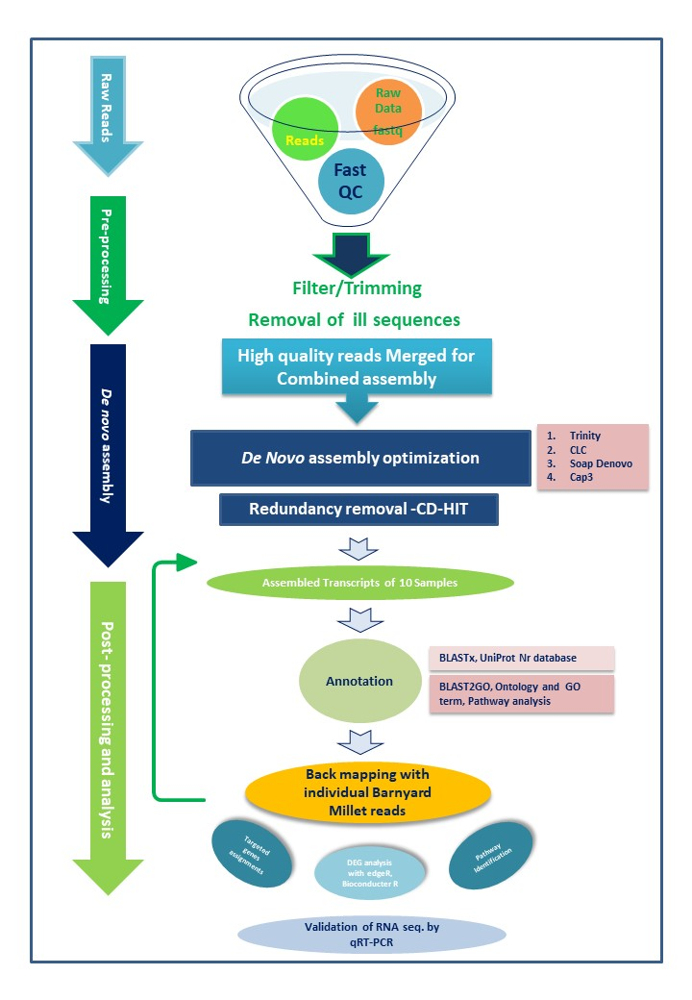 Raw Reads
Raw
Data
fastq
Reads
Fast
QC
Pre-processing
Filter/Trimming
Removal of ill sequences
High quality reads Merged for
Combined assembly
De novo assembly
De Novo assembly optimization
1. Trinity
2. CLC
3. Soap Denovo
4. Cap3
Redundancy removal -CD-HIT
Assembled Transcripts of 10 Samples
Post- processing and analysis
Annotation
BLASTx, UniProt Nr database
BLAST2GO, Ontology and GO
term, Pathway analysis
Back mapping with
individual Barnyard
Millet reads
Targeted
genes
assignments
DEG analysis
with edgeR,
Bioconducter R
Pathway
Identification
Validation of RNA seq. by
qRT-PCR